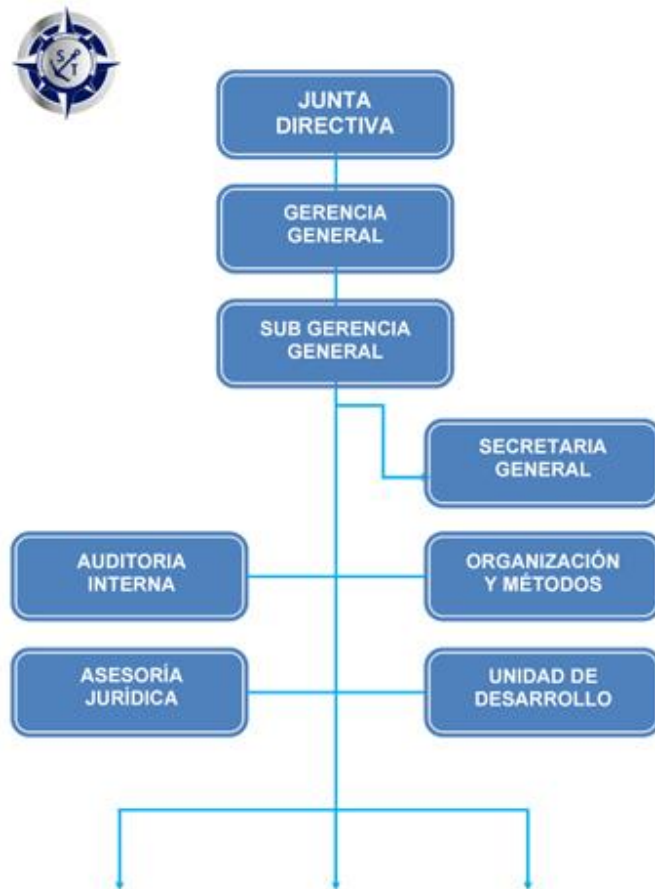 S P
T
JUNTA
DIRECTIVA
GERENCIA
GENERAL
SUB GERENCIA
GENERAL
SECRETARIA
GENERAL
AUDITORIA
INTERNA
ORGANIZACIÓN
Y MÉTODOS
ASESORÍA
JURÍDICA
UNIDAD DE
DESARROLLO